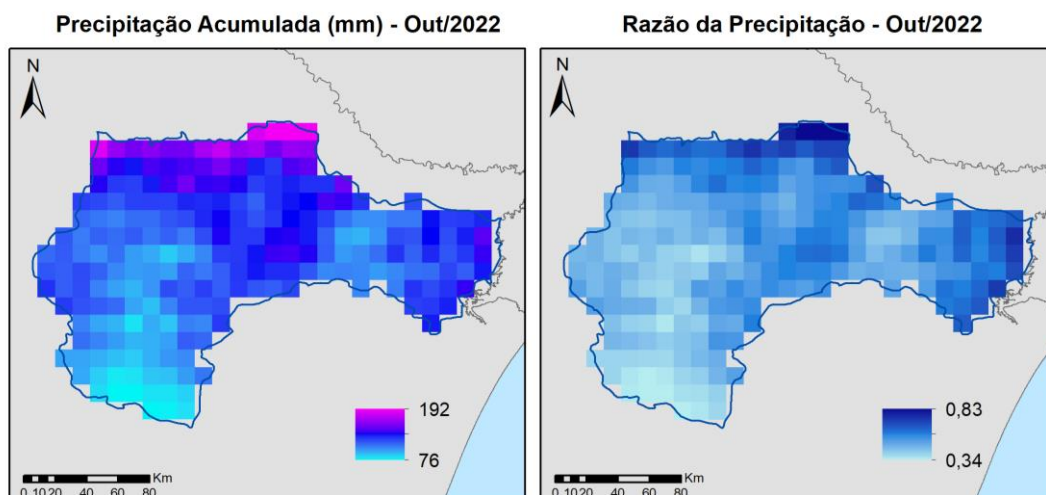 Precipitação Acumulada (mm) - Out/2022
N
192
76
Km
0 10 20 40 60 80
Razão da Precipitação - Out/2022
N
0,83
0,34
Km
0 10 20 40 60 80